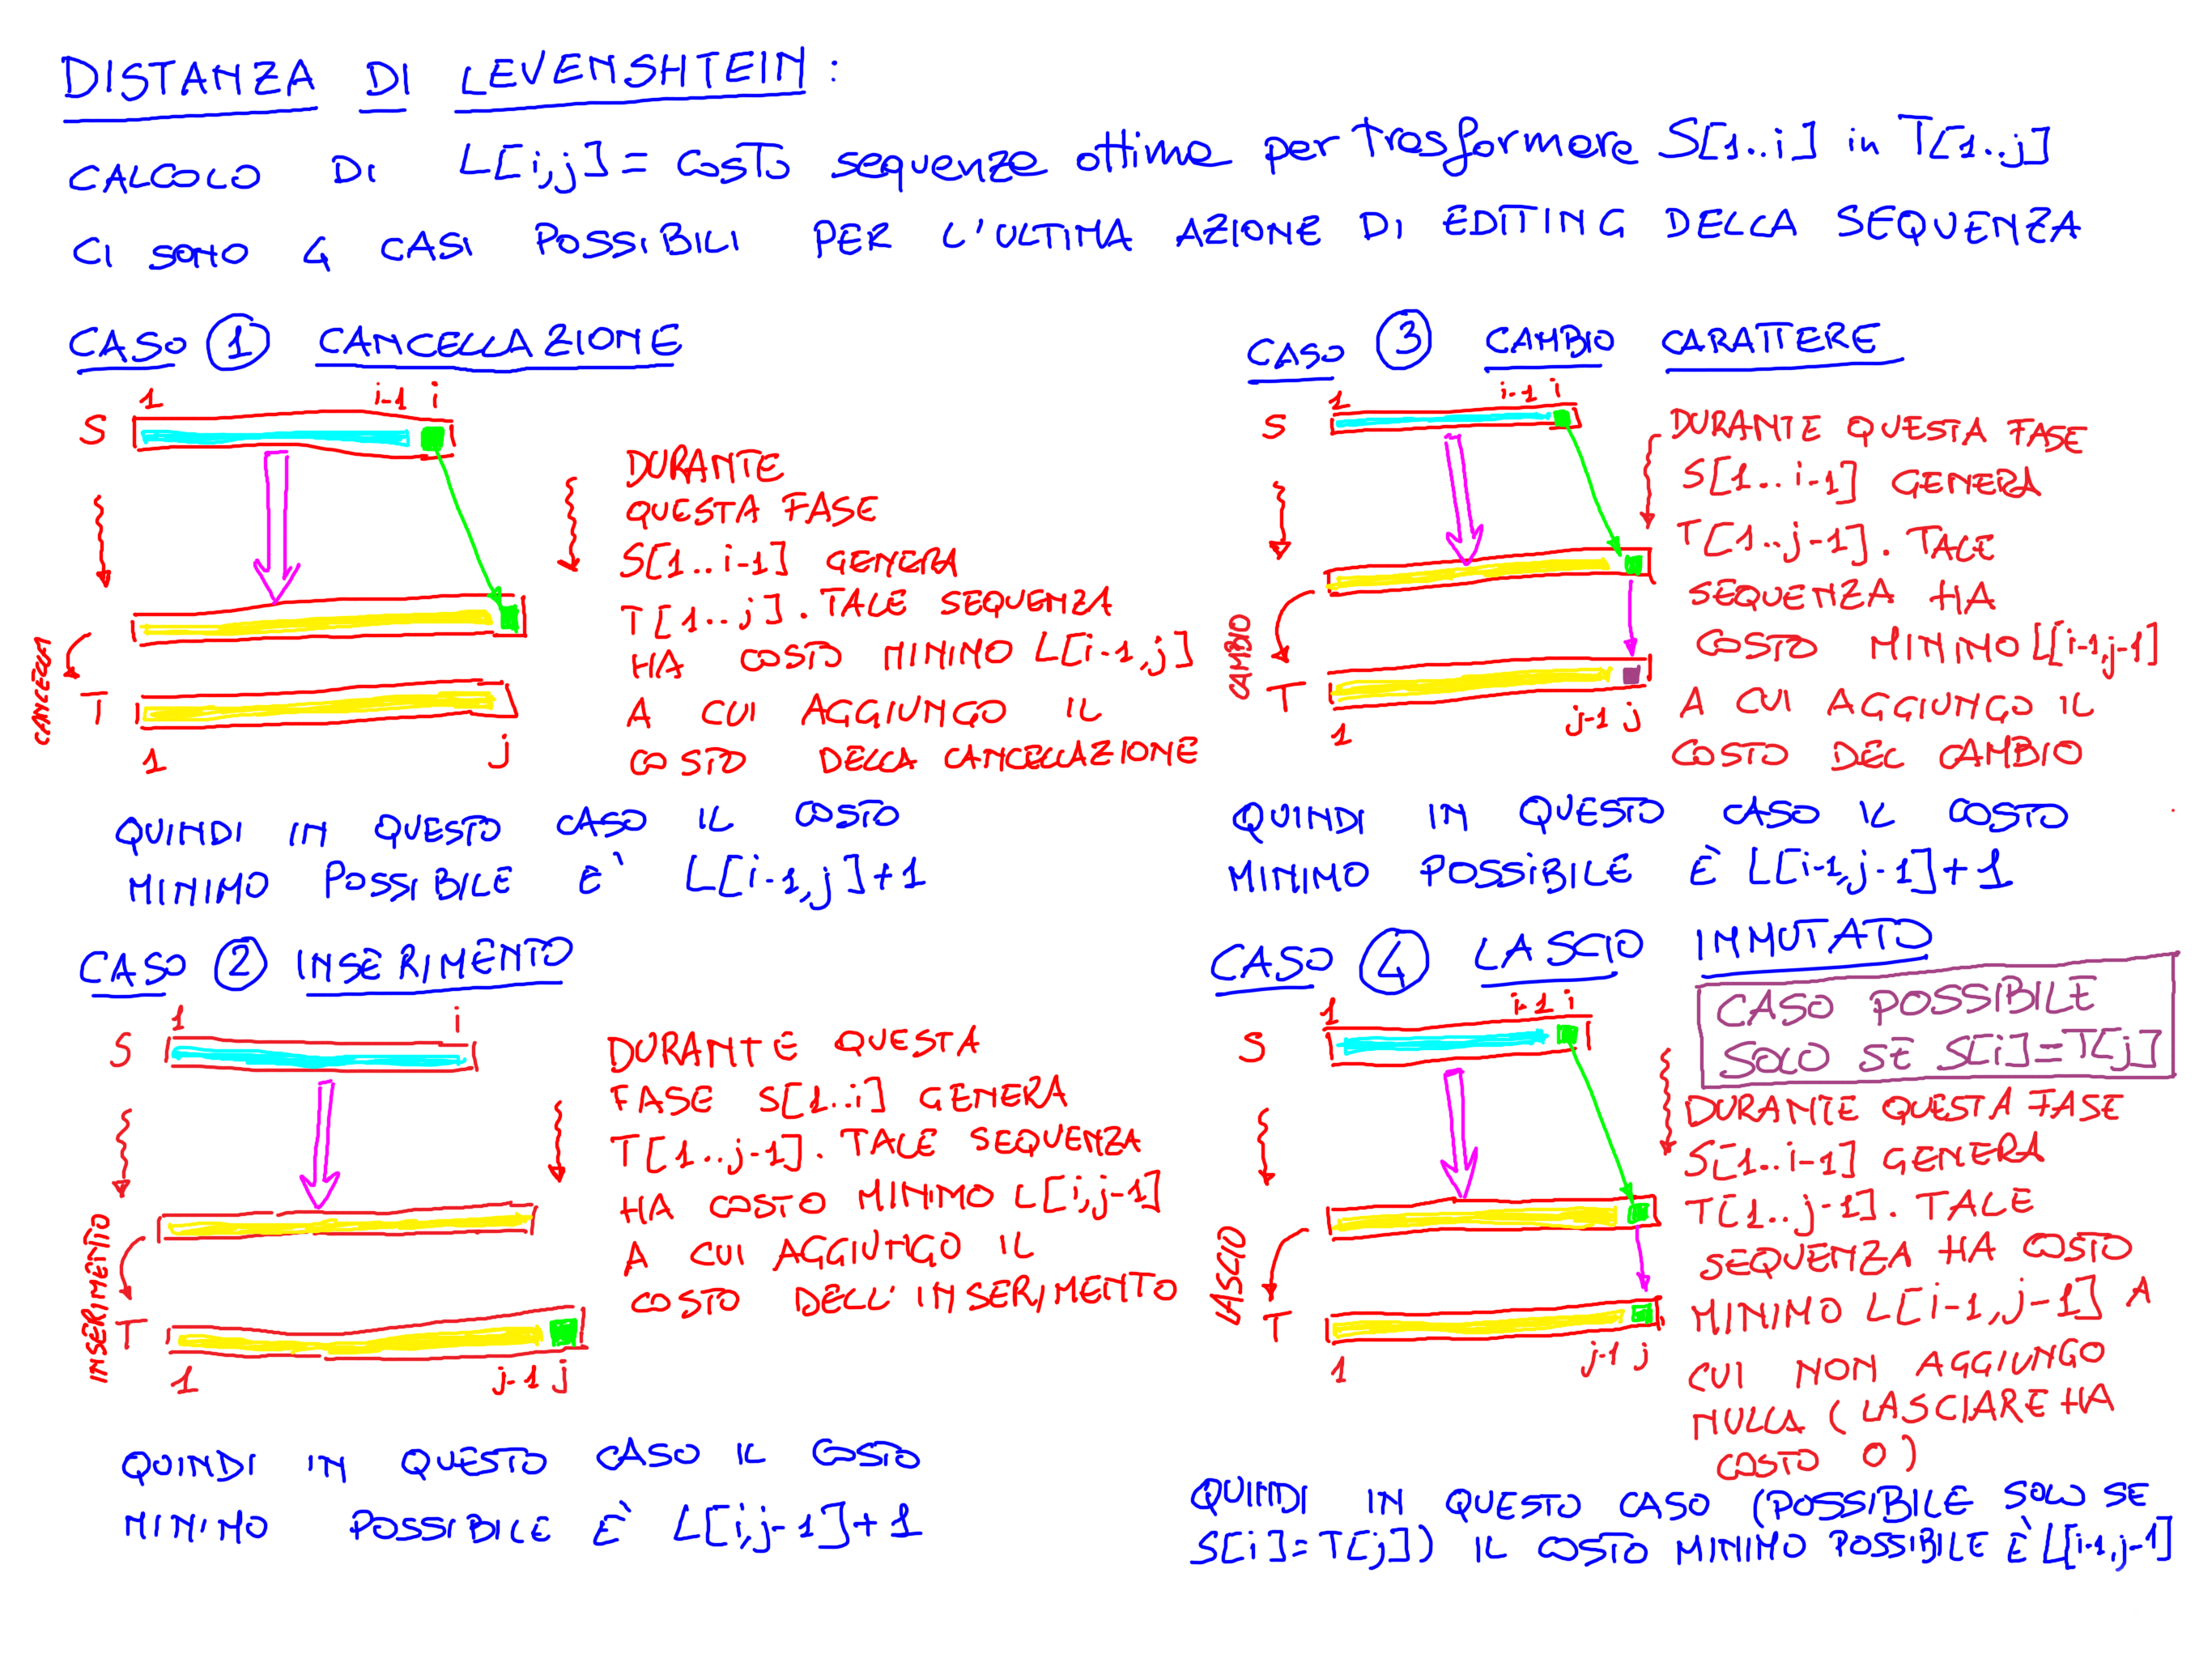 DISTANZA DI LEVENSHTEIN:
CALCOLO DI L[i,j] = COSTO sequenza ottima per trasformare S[1..i] in T[1..j]
CI SONO 4 CASI POSSIBILI PER L'ULTIMA AZIONE DI EDITING DELLA SEQUENZA
CASO 1 CANCELLAZIONE
1 i-1 i
S
DURANTE
QUESTA FASE
S[1..i-1] GENERA
T[1..j]. TALE SEQUENZA
HA COSTO MINIMO L[i-1,j]
A CUI AGGIUNGO IL
COSTO DELLA CANCELLAZIONE
CANCELLA
T
1 j
QUINDI IN QUESTO CASO IL COSTO
MINIMO POSSIBILE E' L[i-1,j]+1
CASO 2 INSERIMENTO
1 i
S
DURANTE QUESTA
FASE S[1..i] GENERA
T[1..j-1]. TALE SEQUENZA
HA COSTO MINIMO L[i,j-1]
A CUI AGGIUNGO IL
COSTO DELL'INSERIMENTO
INSERIMENTO
T
1 j-1 j
QUINDI IN QUESTO CASO IL COSTO
MINIMO POSSIBILE E' L[i,j-1]+1
CASO 3 CAMBIO CARATTERE
1 i-1 i
S
DURANTE QUESTA FASE
S[1..i-1] GENERA
T[1..j-1]. TALE
SEQUENZA HA
COSTO MINIMO L[i-1,j-1]
A CUI AGGIUNGO IL
COSTO DEL CAMBIO
CAMBIO
T
1 j-1 j
QUINDI IN QUESTO CASO IL COSTO
MINIMO POSSIBILE È L[i-1,j-1]+1
CASO 4 LASCIO IMMUTATO
CASO POSSIBILE
SOLO SE S[i]=T[j]
1 i-1 i
S
DURANTE QUESTA FASE
S[1..i-1] GENERA
T[1..j-1]. TALE
SEQUENZA HA COSTO
MINIMO L[i-1,j-1] A
CUI NON AGGIUNGO
NULLA (LASCIARE HA
COSTO 0)
LASCIO
T
1 j-1 j
QUINDI IN QUESTO CASO (POSSIBILE SOLO SE
S[i]=T[j]) IL COSTO MINIMO POSSIBILE È L[i-1,j-1]